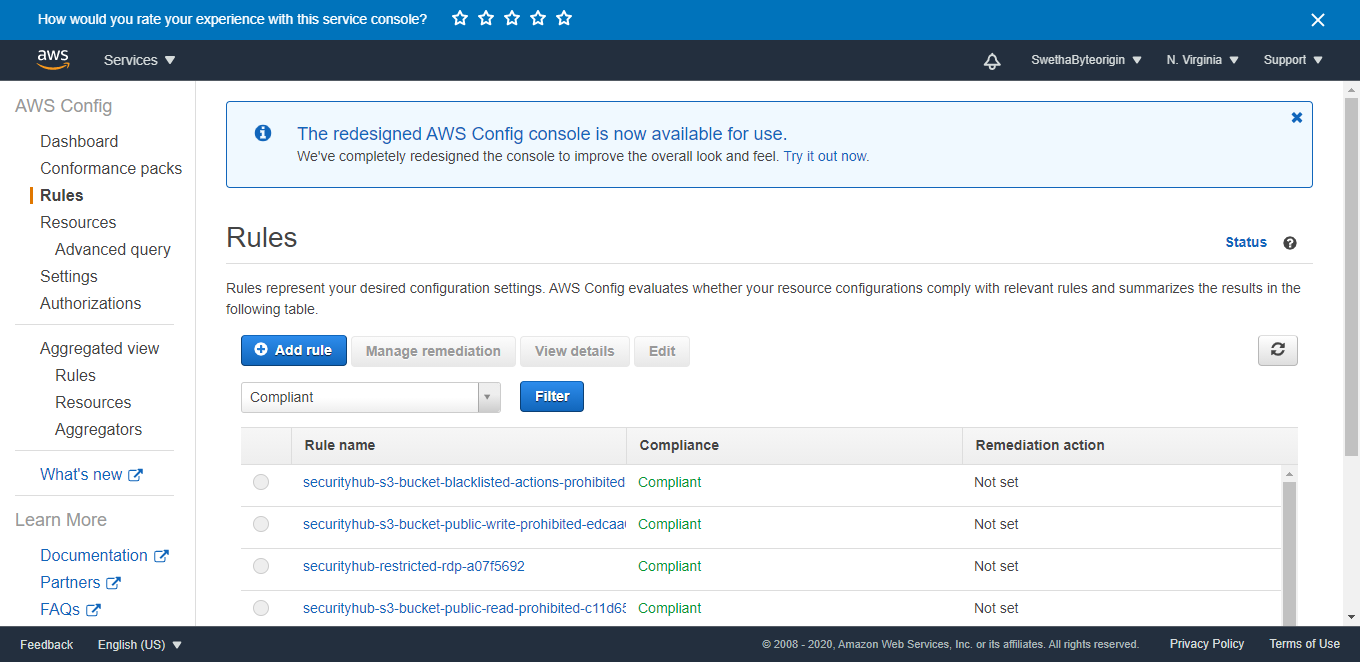 How would you rate your experience with this service console?
aws Services SwethaByteorigin N. Virginia Support
AWS Config
Dashboard
Conformance packs
Rules
Resources
Advanced query
Settings
Authorizations
Aggregated view
Rules
Resources
Aggregators
What's new
Learn More
Documentation
Partners
FAQs
The redesigned AWS Config console is now available for use.
We've completely redesigned the console to improve the overall look and feel. Try it out now.
Rules
Status
Rules represent your desired configuration settings. AWS Config evaluates whether your resource configurations comply with relevant rules and summarizes the results in the
following table.
Add rule Manage remediation View details Edit
Compliant Filter
Rule name Compliance Remediation action
securityhub-s3-bucket-blacklisted-actions-prohibited Compliant Not set
securityhub-s3-bucket-public-write-prohibited-edcaa Compliant Not set
securityhub-restricted-rdp-a07f5692 Compliant Not set
securityhub-s3-bucket-public-read-prohibited-c11d65 Compliant Not set
Feedback English (US) © 2008 - 2020, Amazon Web Services, Inc. or its affiliates. All rights reserved. Privacy Policy Terms of Use